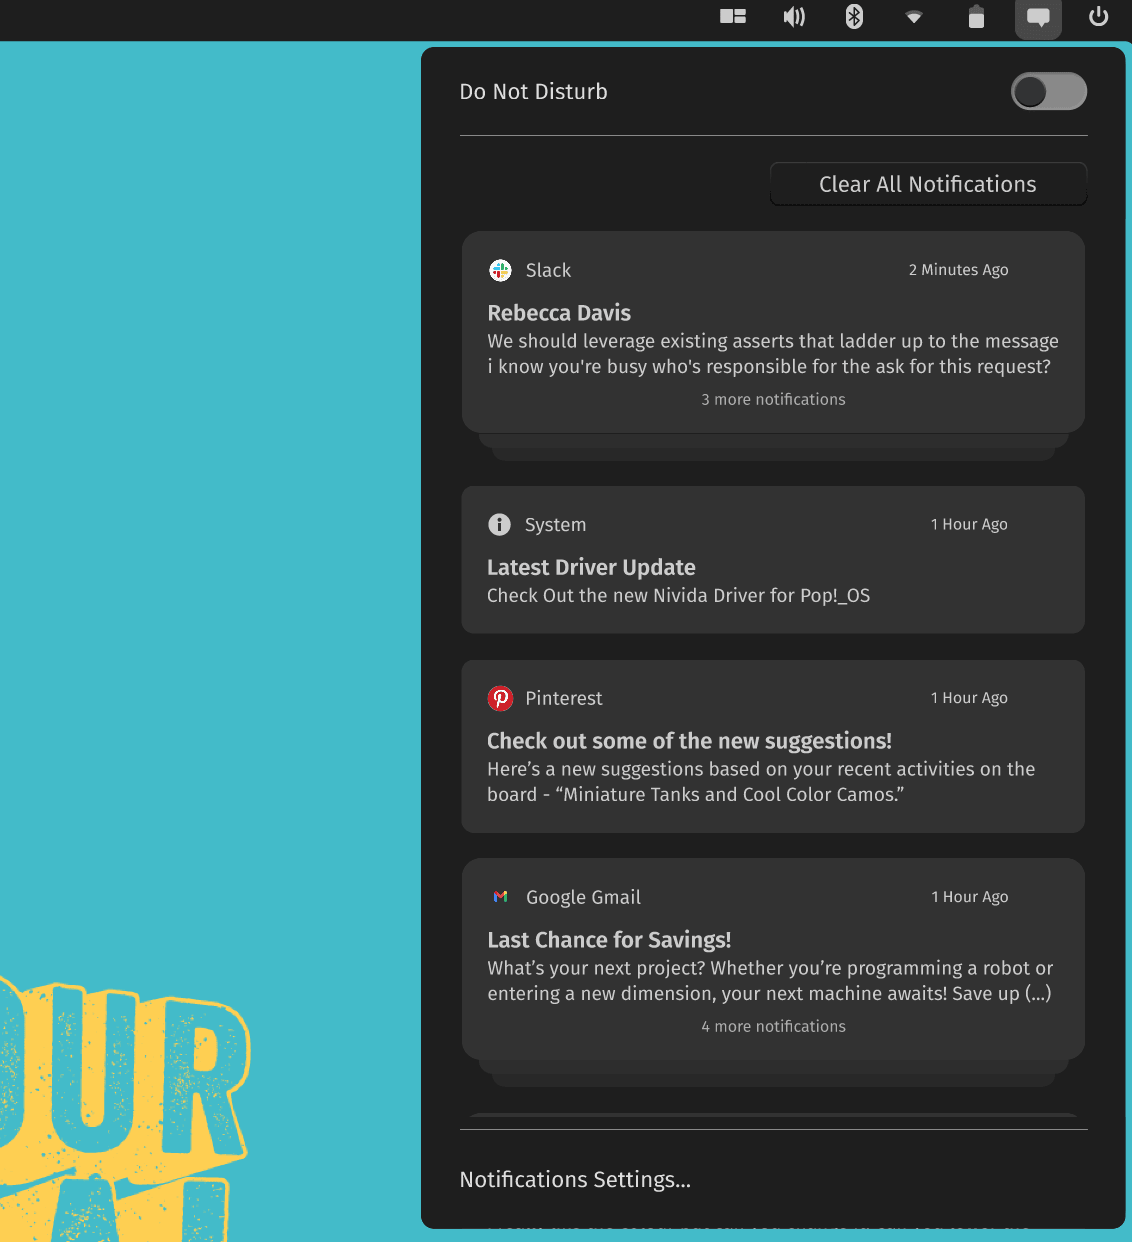 Do Not Disturb
Clear All Notifications
Slack
2 Minutes Ago
Rebecca Davis
We should leverage existing asserts that ladder up to the message
i know you're busy who's responsible for the ask for this request?
3 more notifications
System
1 Hour Ago
Latest Driver Update
Check Out the new Nivida Driver for Pop!_OS
Pinterest
1 Hour Ago
Check out some of the new suggestions!
Here’s a new suggestions based on your recent activities on the
board - “Miniature Tanks and Cool Color Camos.”
Google Gmail
1 Hour Ago
Last Chance for Savings!
What’s your next project? Whether you’re programming a robot or
entering a new dimension, your next machine awaits! Save up (...)
4 more notifications
Notifications Settings...
OUR